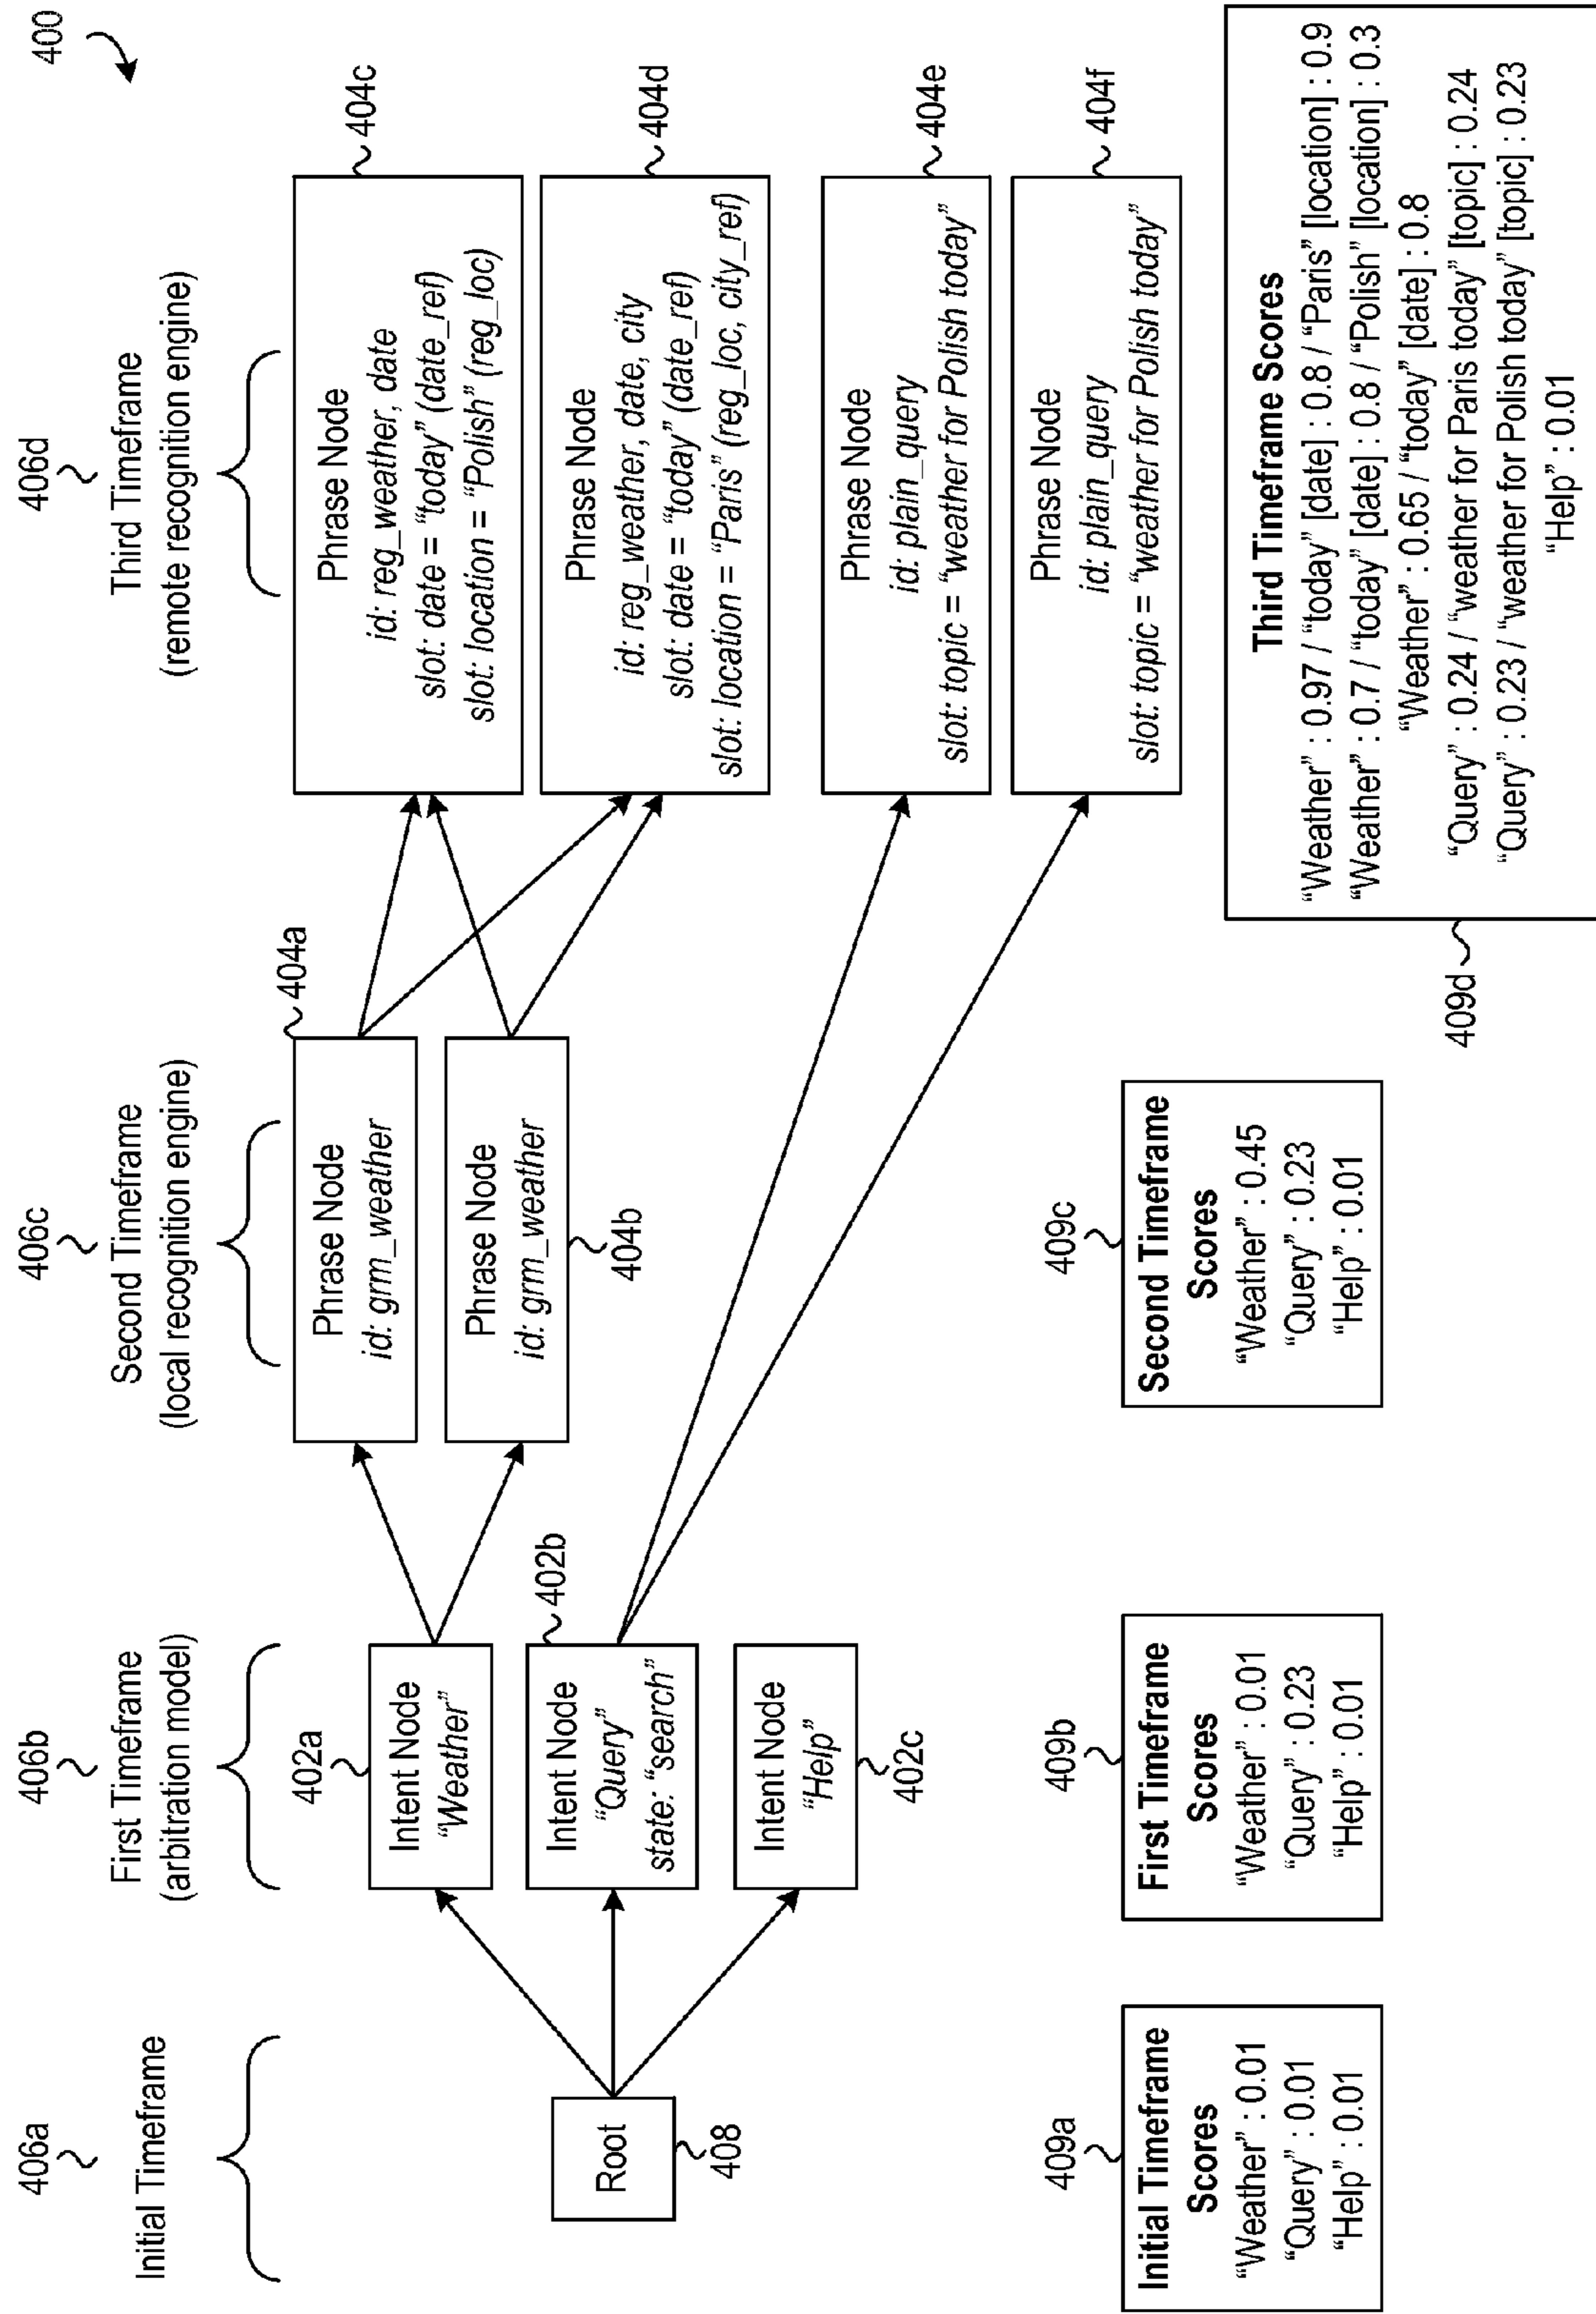 400
406a
Initial Timeframe
406b
First Timeframe
(arbitration model)
406c
Second Timeframe
(local recognition engine)
406d
Third Timeframe
(remote recognition engine)
Root
408
402a
Intent Node
“Weather”
402b
Intent Node
“Query”
state: “search”
Intent Node
“Help”
402c
404a
Phrase Node
id: grm_weather
Phrase Node
id: grm_weather
404b
404c
Phrase Node
id: reg_weather, date
slot: date = “today” (date_ref)
slot: location = “Polish” (reg_loc)
404d
Phrase Node
id: reg_weather, date, city
slot: date = “today” (date_ref)
slot: location = “Paris” (reg_loc, city_ref)
404e
Phrase Node
id: plain_query
slot: topic = “weather for Polish today”
404f
Phrase Node
id: plain_query
slot: topic = “weather for Polish today”
409a
Initial Timeframe
Scores
“Weather” : 0.01
“Query” : 0.01
“Help” : 0.01
409b
First Timeframe
Scores
“Weather” : 0.01
“Query” : 0.23
“Help” : 0.01
409c
Second Timeframe
Scores
“Weather” : 0.45
“Query” : 0.23
“Help” : 0.01
409d
Third Timeframe Scores
“Weather” : 0.97 / “today” [date] : 0.8 / “Paris” [location] : 0.9
“Weather” : 0.7 / “today” [date] : 0.8 / “Polish” [location] : 0.3
“Weather” : 0.65 / “today” [date] : 0.8
“Query” : 0.24 / “weather for Paris today” [topic] : 0.24
“Query” : 0.23 / “weather for Polish today” [topic] : 0.23
“Help” : 0.01